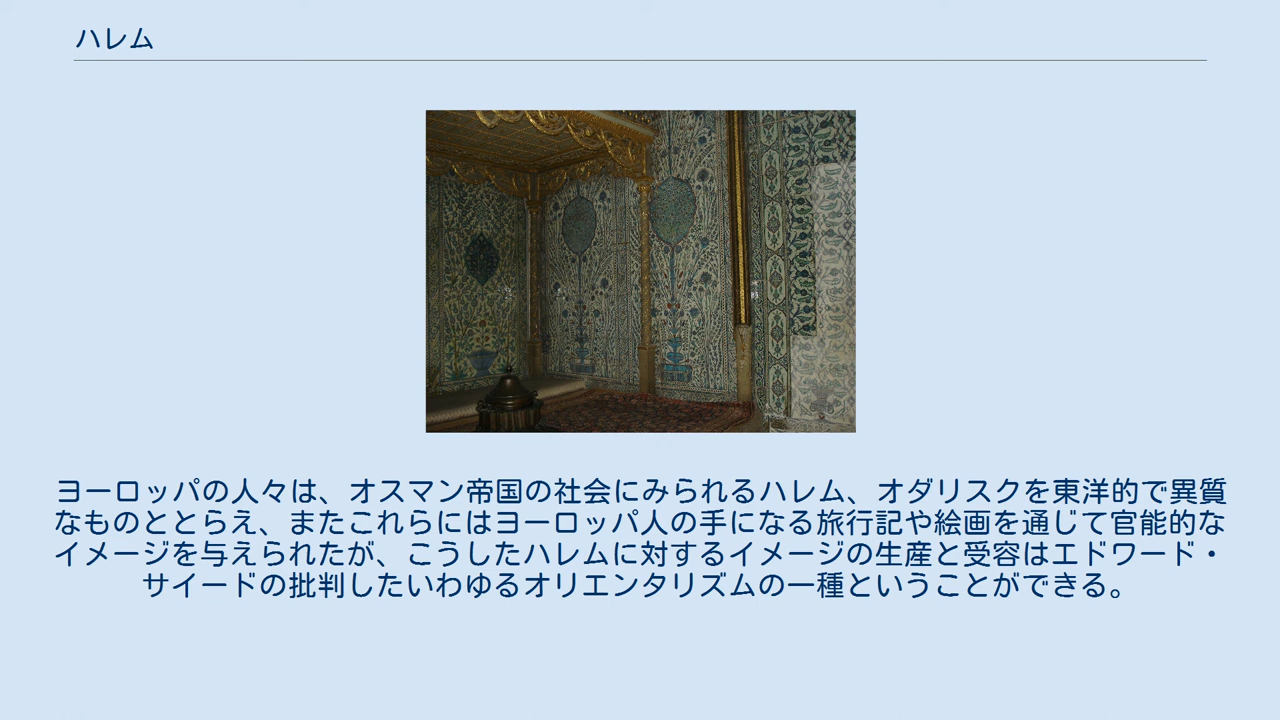 ハレム
ヨーロッパの人々は、オスマン帝国の社会にみられるハレム、オダリスクを東洋的で異質
なものととらえ、またこれらにはヨーロッパ人の手になる旅行記や絵画を通じて官能的な
イメージを与えられたが、こうしたハレムに対するイメージの生産と受容はエドワード・
サイードの批判したいわゆるオリエンタリズムの一種ということができる。